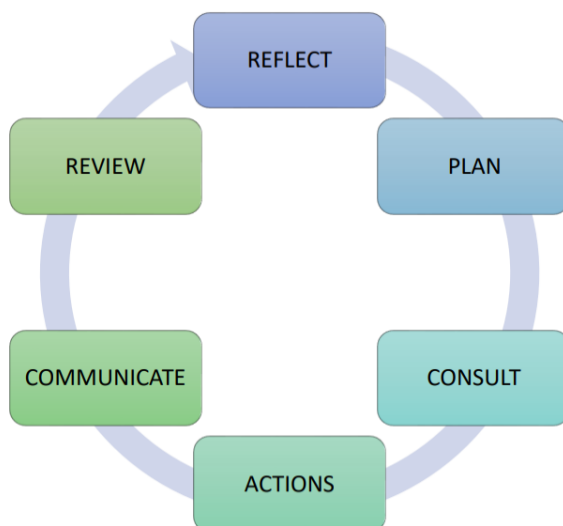 REFLECT
PLAN
CONSULT
ACTIONS
COMMUNICATE
REVIEW